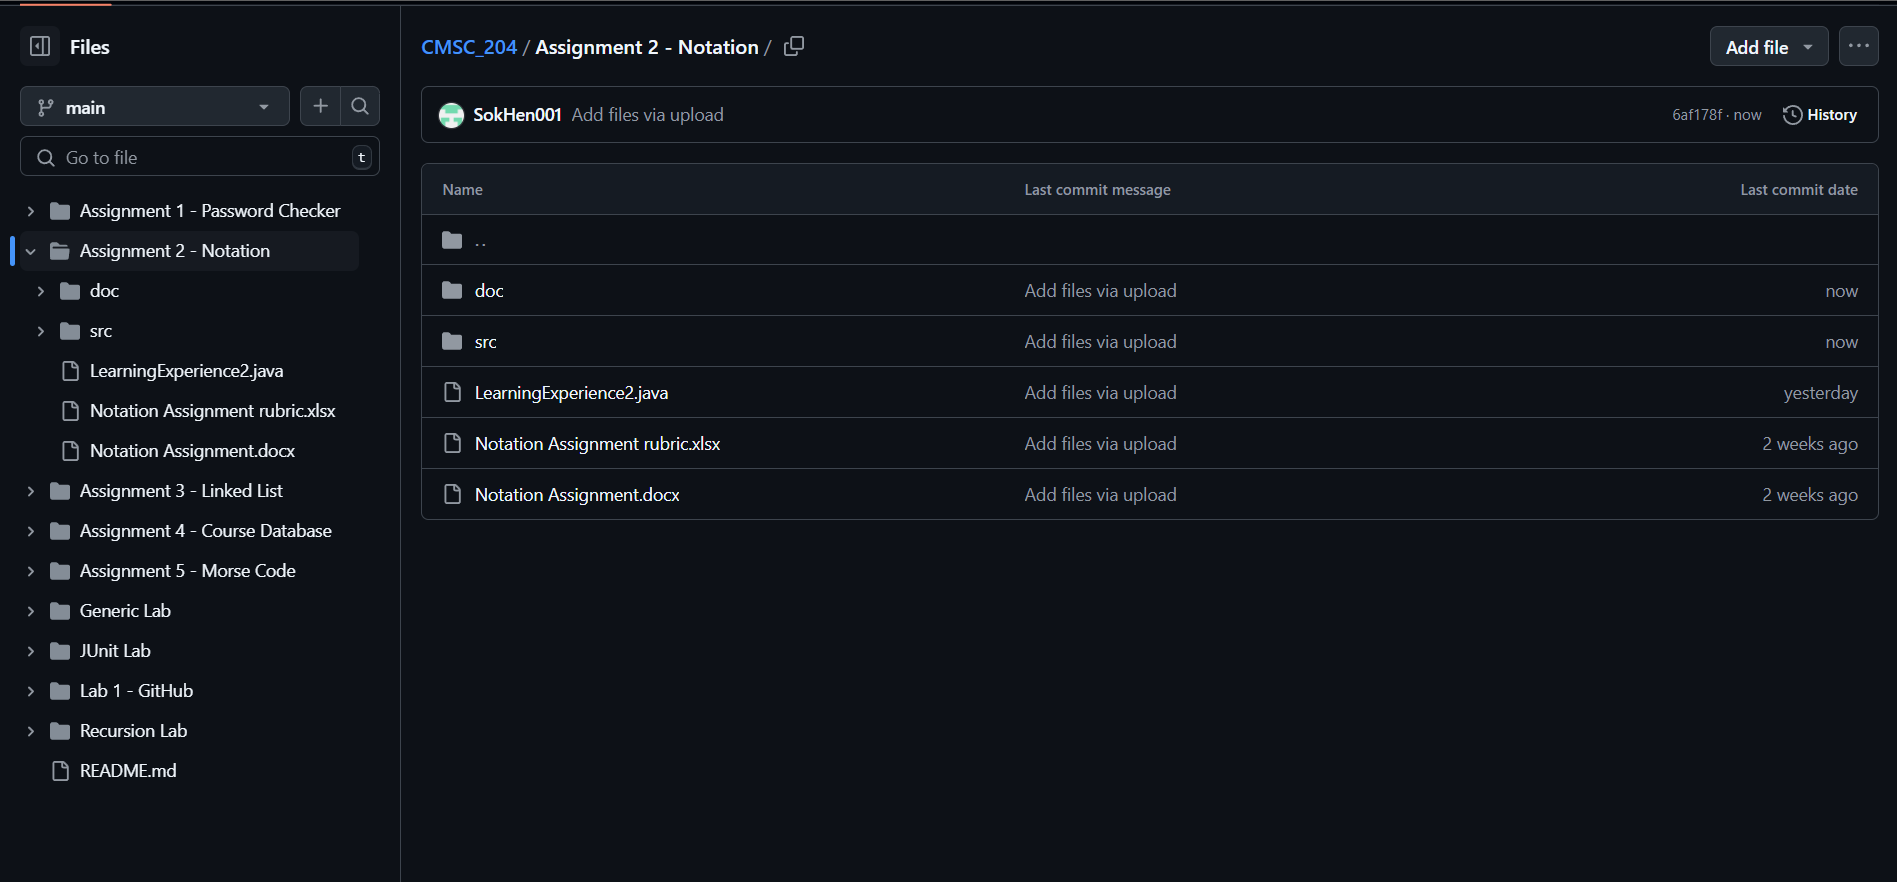 Files
main
Go to file
t
Assignment 1 - Password Checker
Assignment 2 - Notation
doc
src
LearningExperience2.java
Notation Assignment rubric.xlsx
Notation Assignment.docx
Assignment 3 - Linked List
Assignment 4 - Course Database
Assignment 5 - Morse Code
Generic Lab
JUnit Lab
Lab 1 - GitHub
Recursion Lab
README.md
CMSC_204 / Assignment 2 - Notation /
Add file
SokHen001 Add files via upload 6af178f · now History
Name Last commit message Last commit date
..
doc Add files via upload now
src Add files via upload now
LearningExperience2.java Add files via upload yesterday
Notation Assignment rubric.xlsx Add files via upload 2 weeks ago
Notation Assignment.docx Add files via upload 2 weeks ago